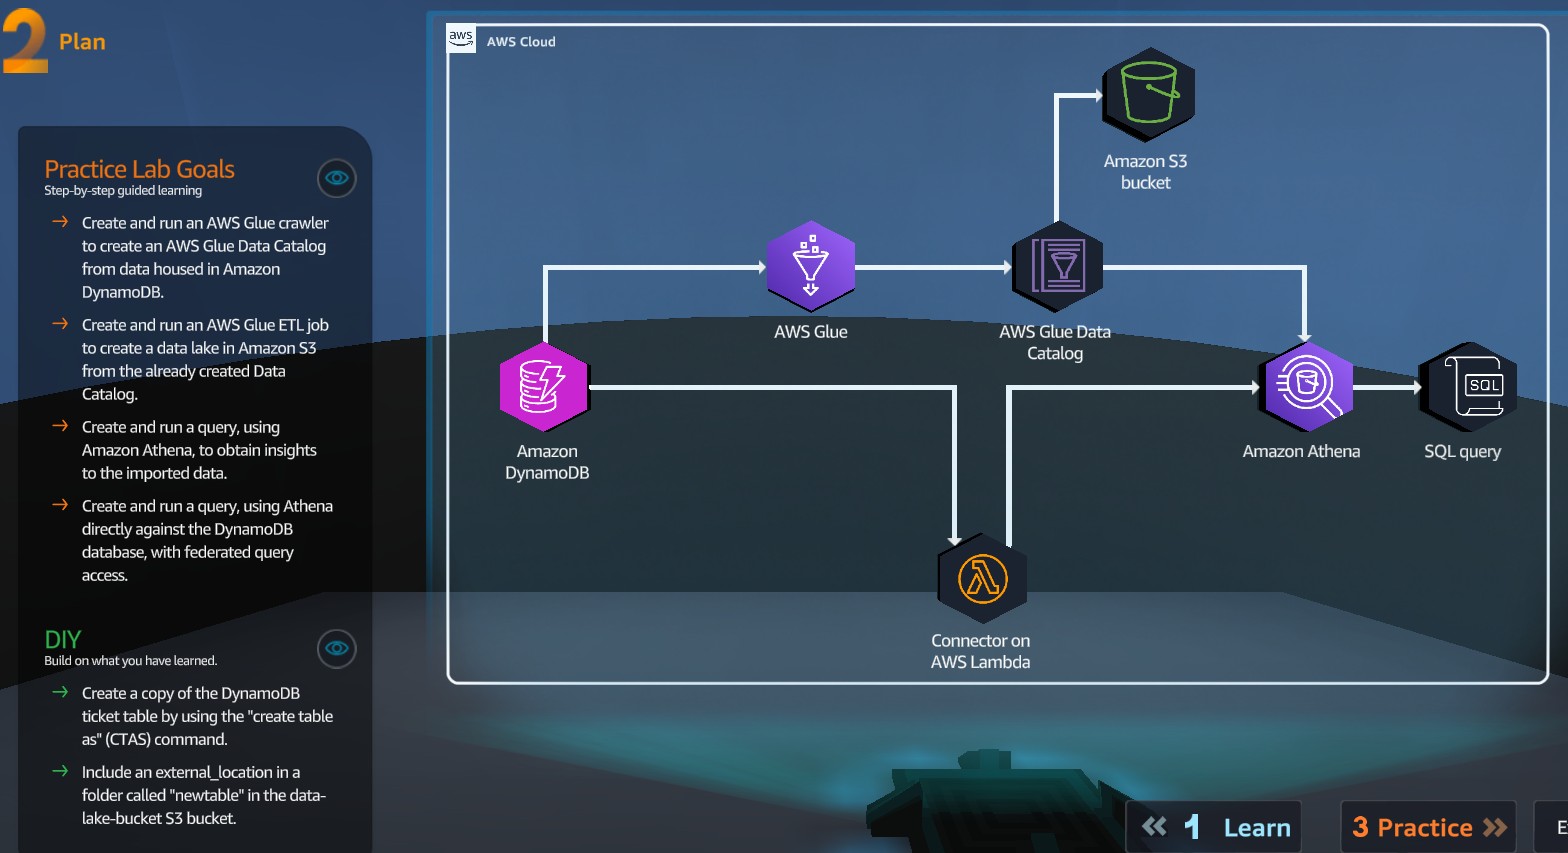 2 Plan
Practice Lab Goals
Step-by-step guided learning
Create and run an AWS Glue crawler
to create an AWS Glue Data Catalog
from data housed in Amazon
DynamoDB.
Create and run an AWS Glue ETL job
to create a data lake in Amazon S3
from the already created Data
Catalog.
Create and run a query, using
Amazon Athena, to obtain insights
to the imported data.
Create and run a query, using Athena
directly against the DynamoDB
database, with federated query
access.
DIY
Build on what you have learned.
Create a copy of the DynamoDB
ticket table by using the "create table
as" (CTAS) command.
Include an external_location in a
folder called "newtable" in the data-
lake-bucket S3 bucket.
aws
AWS Cloud
Amazon S3
bucket
AWS Glue
AWS Glue Data
Catalog
Amazon
DynamoDB
Amazon Athena
SQL
SQL query
Connector on
AWS Lambda
1 Learn
3 Practice